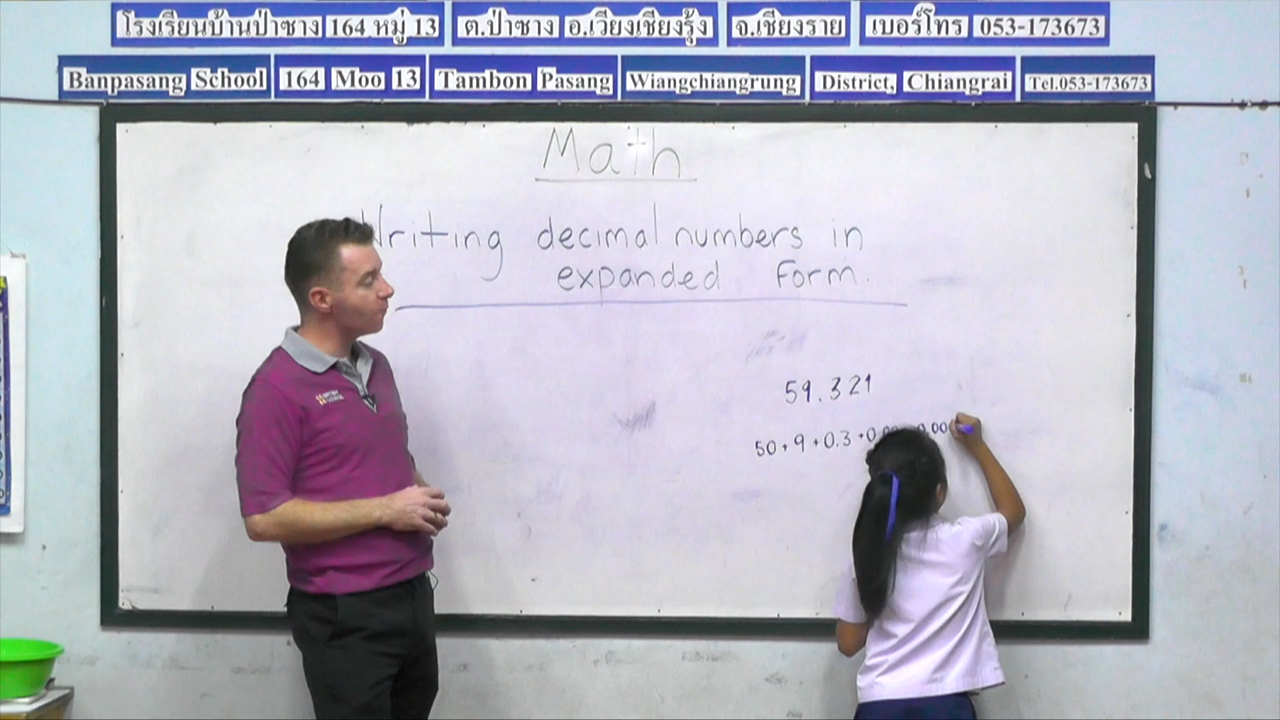 โรงเรียนบ้านป่าซาง 164 หมู่ 13 ต.ป่าซาง อ.เวียงเชียงรุ้ง จ.เชียงราย เบอร์โทร 053-173673
Banpasang School 164 Moo 13 Tambon Pasang Wiangchiangrung District, Chiangrai Tel.053-173673
Math
Writing decimal numbers in
expanded form.
59.321
50+9+0.3+0